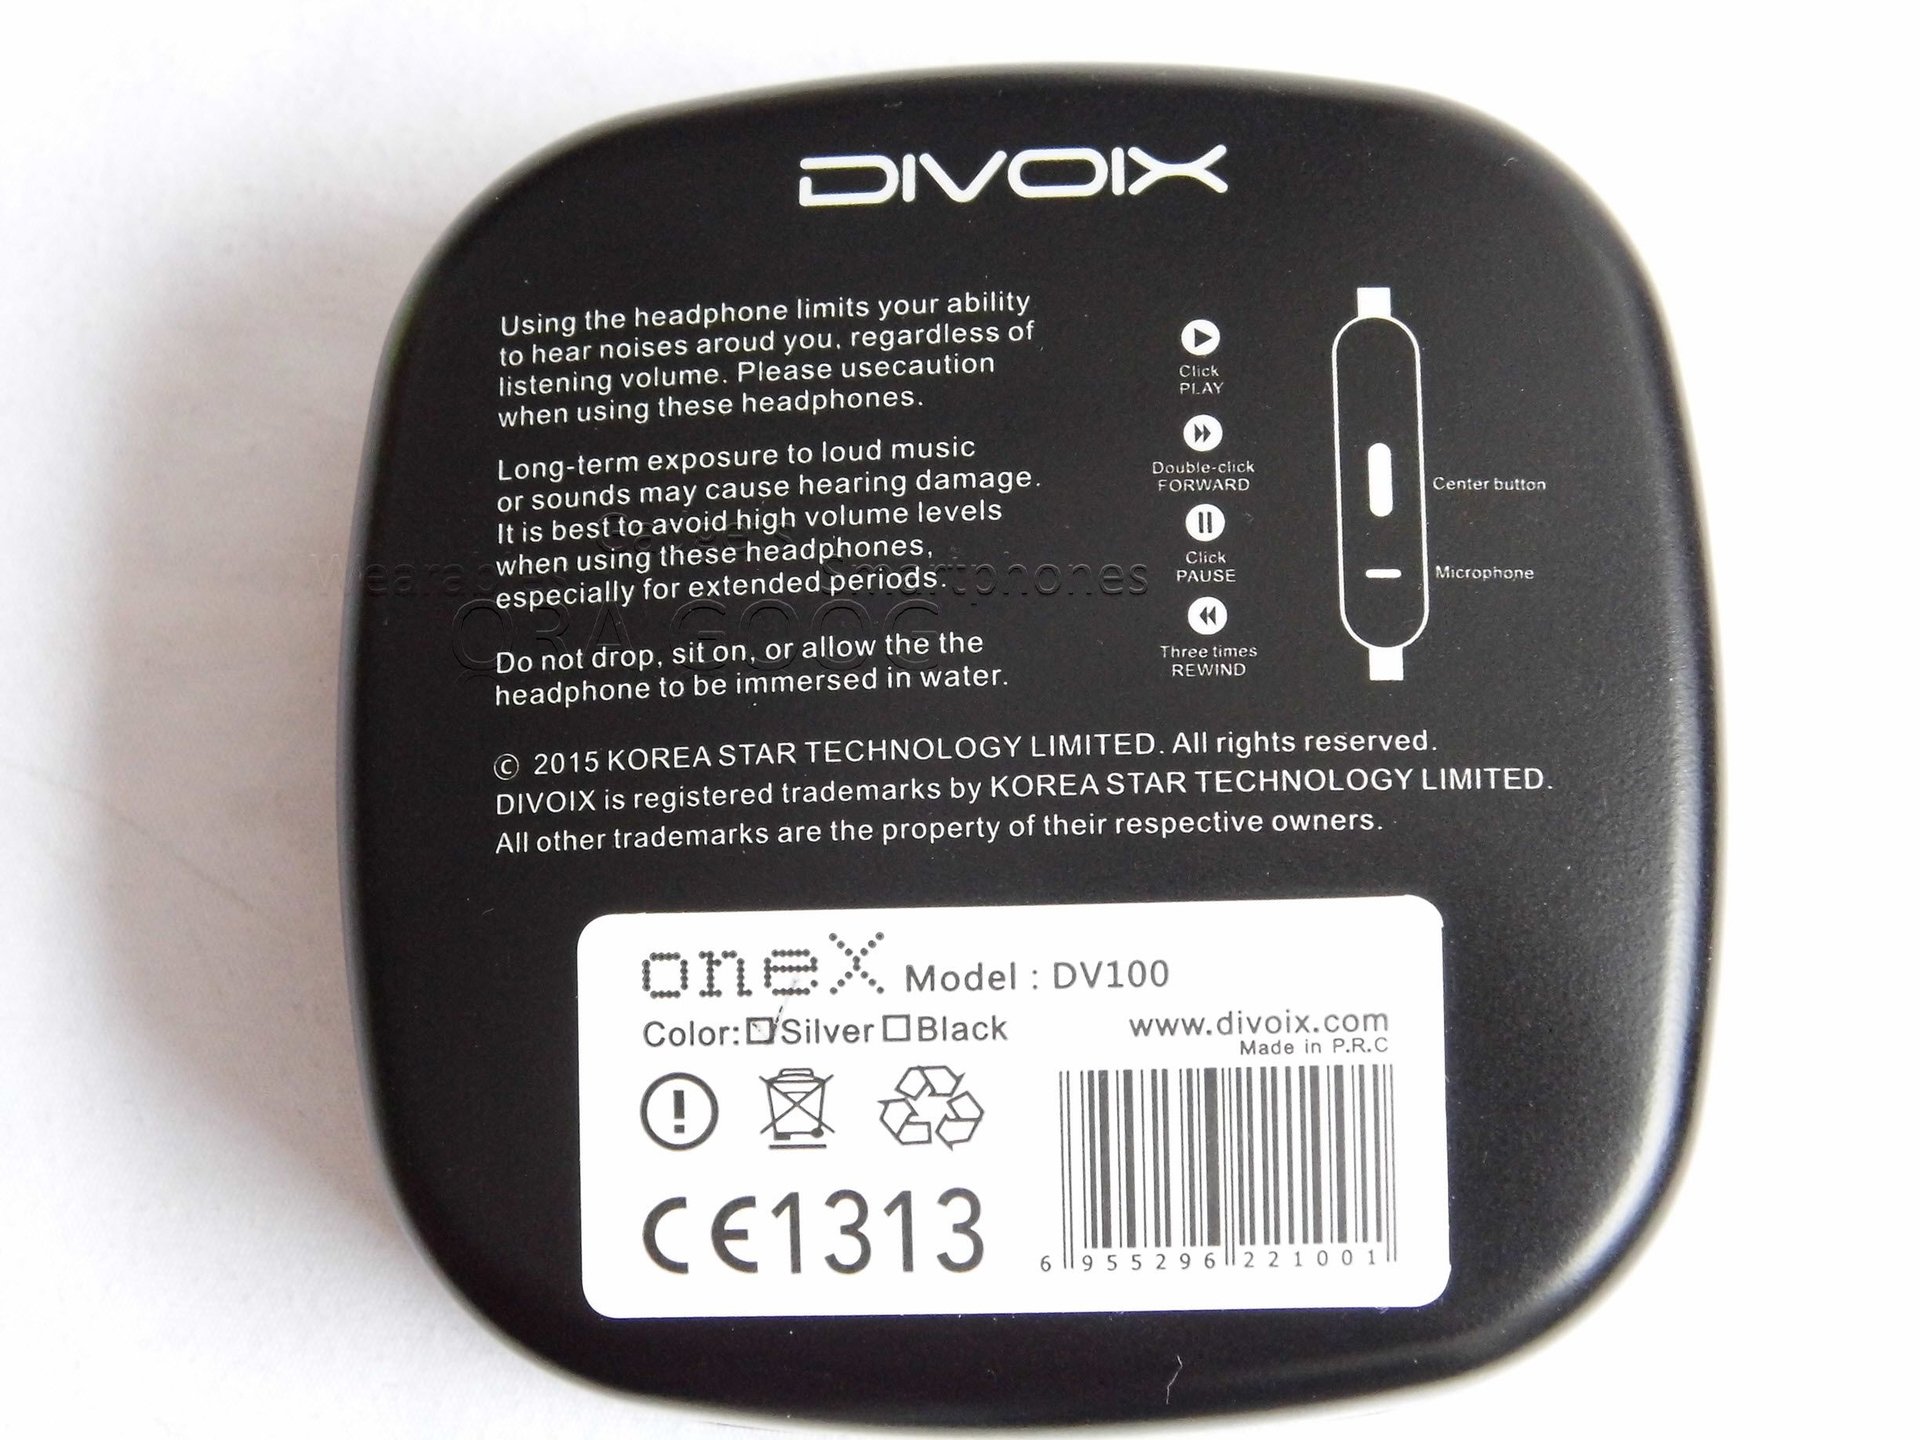 DIVOIX
Using the headphone limits your ability
to hear noises aroud you, regardless of
listening volume. Please usecaution
when using these headphones.
Long-term exposure to loud music
or sounds may cause hearing damage.
It is best to avoid high volume levels
when using these headphones,
especially for extended periods.
Do not drop, sit on, or allow the the
headphone to be immersed in water.
Click
PLAY
Double-click
FORWARD
Click
PAUSE
Three times
REWIND
Center button
Microphone
Gadgets
Wearables Smartphones
ORA GOOG
© 2015 KOREA STAR TECHNOLOGY LIMITED. All rights reserved.
DIVOIX is registered trademarks by KOREA STAR TECHNOLOGY LIMITED.
All other trademarks are the property of their respective owners.
oneX Model : DV100
Color: Silver Black
www.divoix.com
Made in P.R.C
CE1313
6 955296 221001